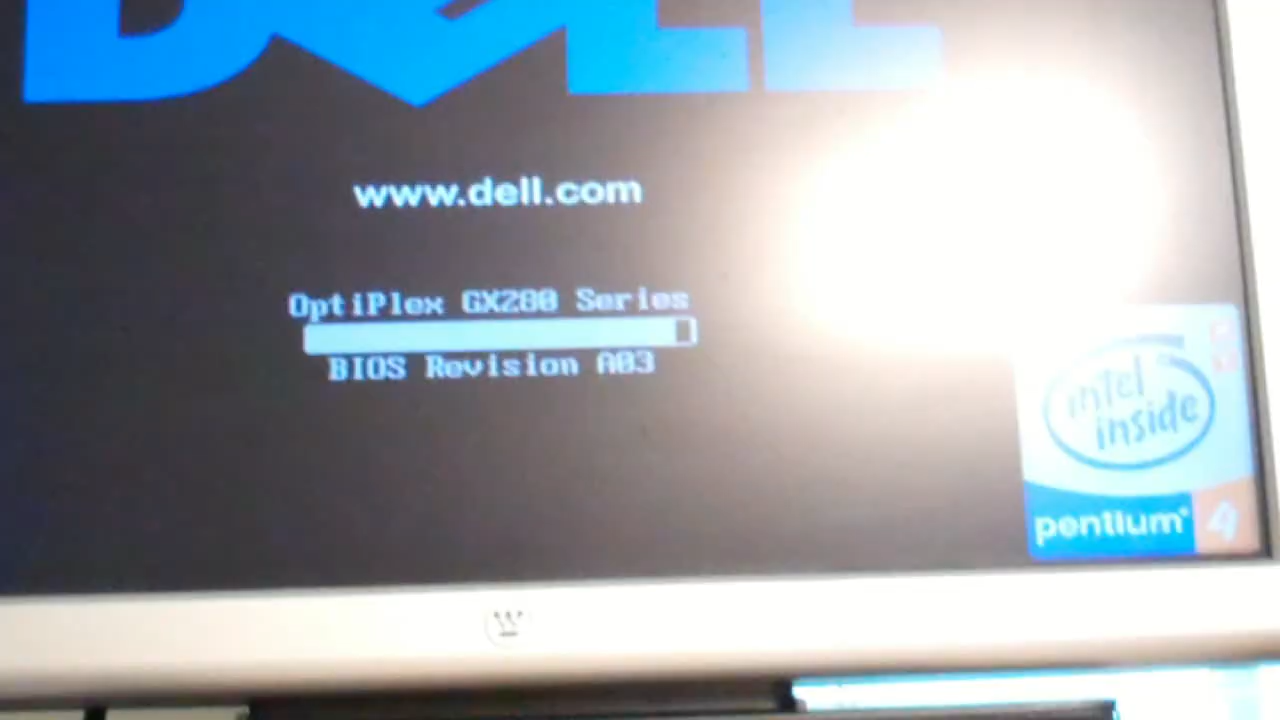 DELL
www.dell.com
OptiPlex GX280 Series
BIOS Revision A03
intel
inside
pentium 4